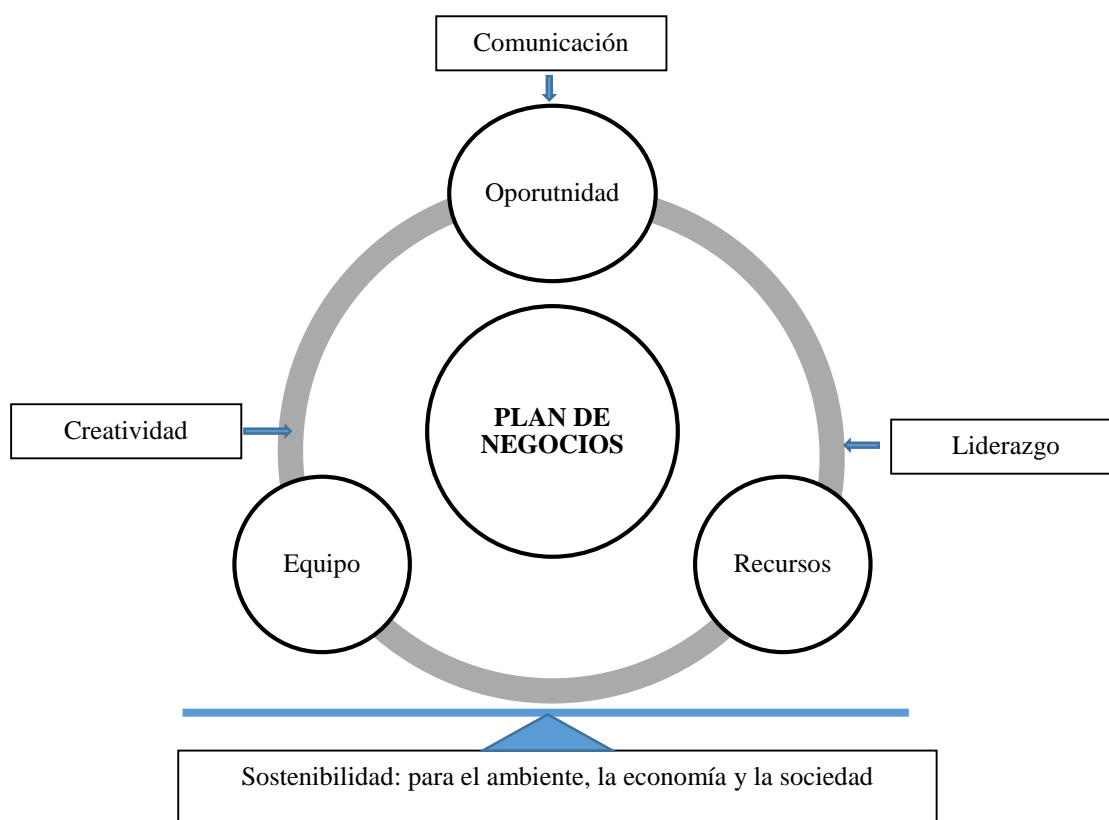 Comunicación
Oporutnidad
PLAN DE
NEGOCIOS
Creatividad
Liderazgo
Equipo
Recursos
Sostenibilidad: para el ambiente, la economía y la sociedad